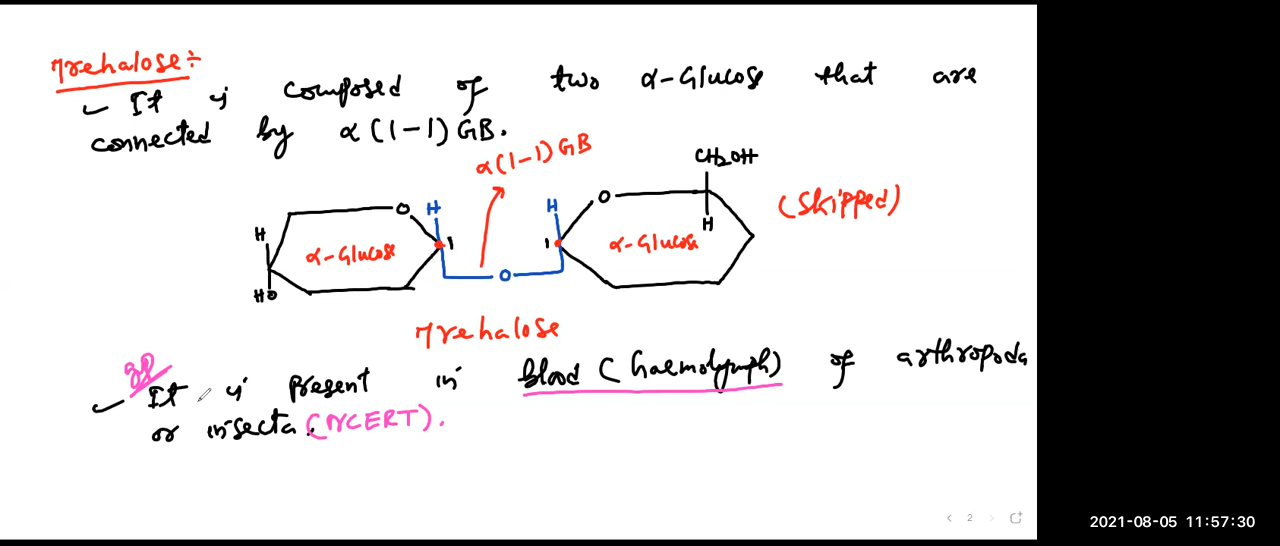 Trehalose ÷
It is composed of two α-Glucose that are
connected by α(1-1) GB.
α(1-1) GB
CH2OH
(Skipped)
O
H
H
O
H
H
α-Glucose
1
1
α-Glucose
O
HO
Trehalose
It is present in blood (haemolymph) of arthropoda
or insecta. (NCERT).
2
2021-08-05 11:57:30